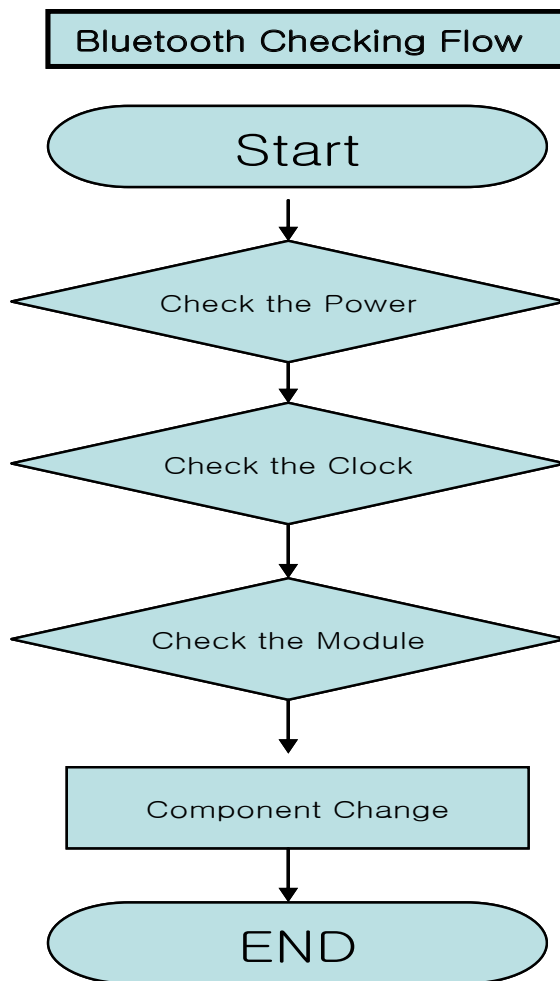 Bluetooth Checking Flow
Start
Check the Power
Check the Clock
Check the Module
Component Change
END